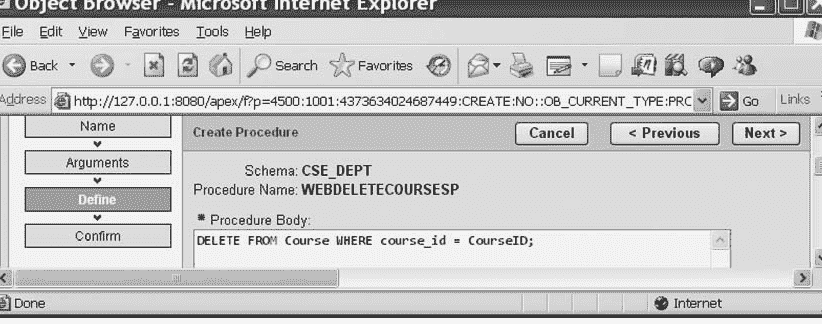 Object Browser - Microsoft Internet Explorer
File Edit View Favorites Tools Help
Back Search Favorites
Address http://127.0.0.1:8080/apex/f?p=4500:1001:4373634024687449:CREATE:NO::OB_CURRENT_TYPE:PRC Go Links
Name
Create Procedure Cancel < Previous Next >
Arguments
Schema: CSE_DEPT
Procedure Name: WEBDELETECOURSESP
Define
* Procedure Body:
Confirm
DELETE FROM Course WHERE course_id = CourseID;
Done Internet